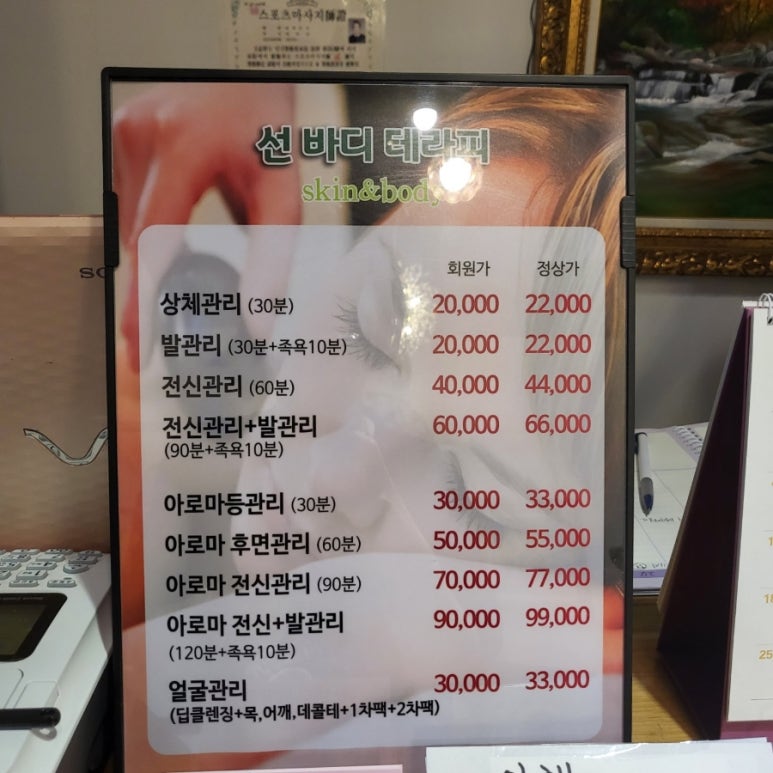 스포츠마사지師證
선 바디 테라피
skin&body
회원가 정상가
상체관리 (30분) 20,000 22,000
발관리 (30분+족욕10분) 20,000 22,000
전신관리 (60분) 40,000 44,000
전신관리+발관리 60,000 66,000
(90분+족욕10분)
아로마등관리 (30분) 30,000 33,000
아로마 후면관리 (60분) 50,000 55,000
아로마 전신관리 (90분) 70,000 77,000
아로마 전신+발관리 90,000 99,000
(120분+족욕10분)
얼굴관리 30,000 33,000
(딥클렌징+목,어깨,데콜테+1차팩+2차팩)
18
25